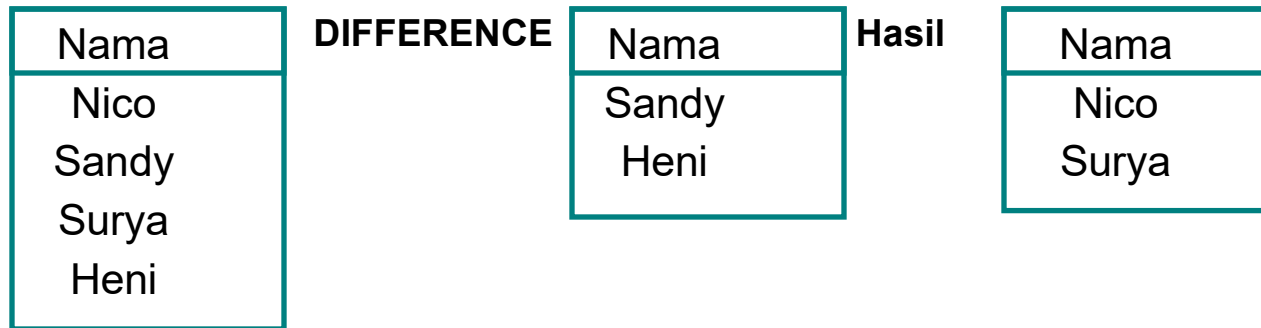 Nama DIFFERENCE Nama Hasil Nama
Nico Sandy Nico
Sandy Heni Surya
Surya
Heni